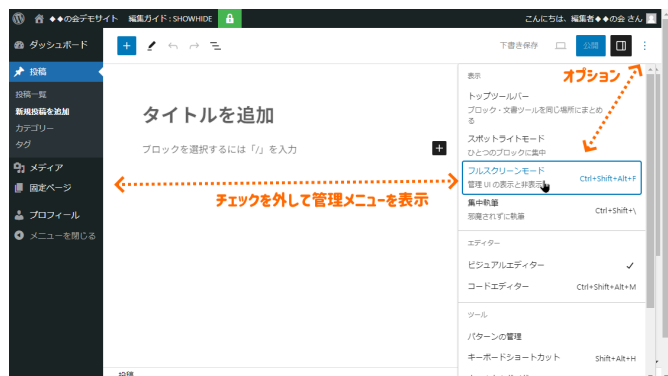 ◆◆の会デモサイト 編集ガイド：SHOWHIDE こんにちは、編集者◆◆の会 さん
ダッシュボード
下書き保存 公開
投稿
投稿一覧
新規投稿を追加
カテゴリー
タグ
メディア
固定ページ
プロフィール
メニューを閉じる
タイトルを追加
ブロックを選択するには「/」を入力
チェックを外して管理メニューを表示
投稿
オプション
表示
トップツールバー
ブロック・文書ツールを同じ場所にまとめ
る
スポットライトモード
ひとつのブロックに集中
フルスクリーンモード Ctrl+Shift+Alt+F
管理 UI の表示と非表示
集中執筆 Ctrl+Shift+\
邪魔されずに執筆
エディター
ビジュアルエディター
コードエディター Ctrl+Shift+Alt+M
ツール
パターンの管理
キーボードショートカット Shift+Alt+H